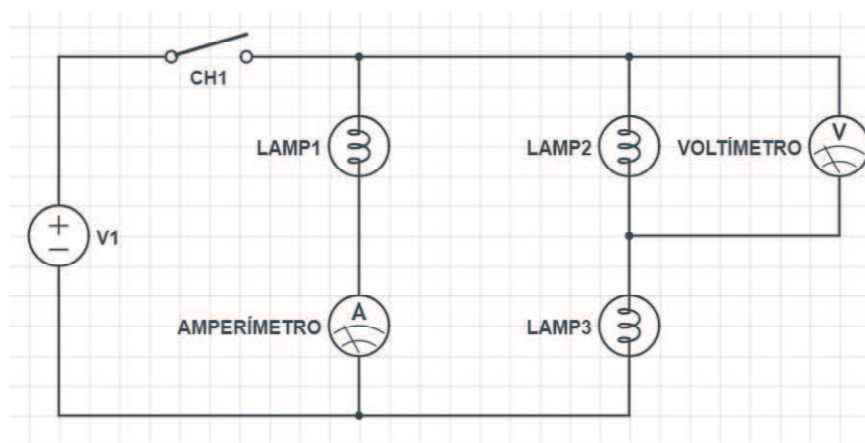 CH1
LAMP1
LAMP2
VOLTÍMETRO
V
V1
AMPERÍMETRO
A
LAMP3